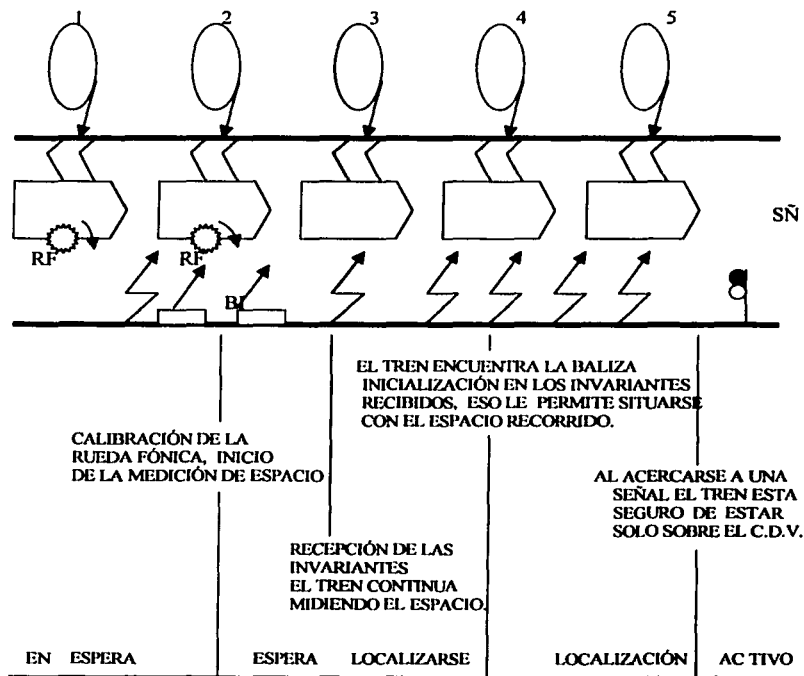 1 2 3 4 5
SÑ
RF RF
BI
EL TREN ENCUENTRA LA BALIZA
INICIALIZACIÓN EN LOS INVARIANTES
RECIBIDOS, ESO LE PERMITE SITUARSE
CON EL ESPACIO RECORRIDO.
CALIBRACIÓN DE LA
RUEDA FÓNICA, INICIO
DE LA MEDICIÓN DE ESPACIO
AL ACERCARSE A UNA
SEÑAL EL TREN ESTA
SEGURO DE ESTAR
SOLO SOBRE EL C.D.V.
RECEPCIÓN DE LAS
INVARIANTES
EL TREN CONTINUA
MIDIENDO EL ESPACIO.
EN ESPERA ESPERA LOCALIZARSE LOCALIZACIÓN AC TIVO